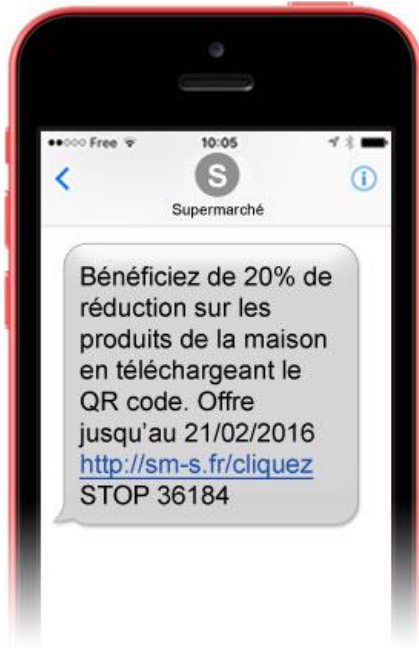 Free 10:05
S
Supermarché
Bénéficiez de 20% de
réduction sur les
produits de la maison
en téléchargeant le
QR code. Offre
jusqu'au 21/02/2016
http://sm-s.fr/cliquez
STOP 36184